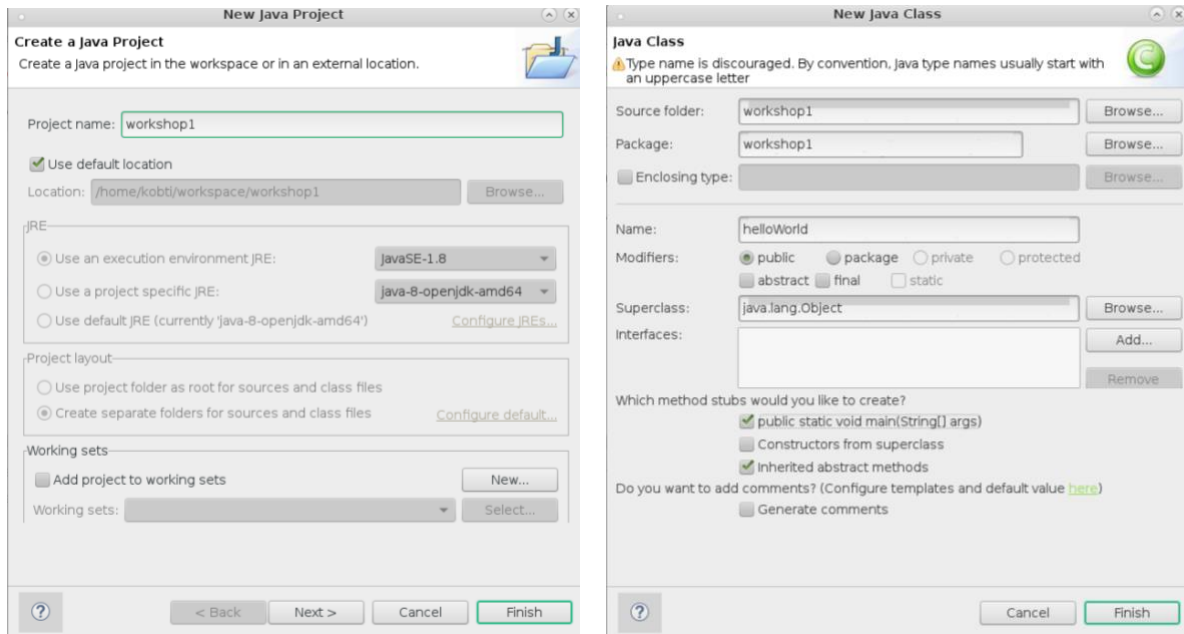 New Java Project
Create a Java Project
Create a Java project in the workspace or in an external location.
Project name: workshop1
Use default location
Location: /home/kobti/workspace/workshop1 Browse...
JRE
Use an execution environment JRE: JavaSE-1.8
Use a project specific JRE: java-8-openjdk-amd64
Use default JRE (currently 'java-8-openjdk-amd64') Configure JREs...
Project layout
Use project folder as root for sources and class files
Create separate folders for sources and class files Configure default...
Working sets
Add project to working sets New...
Working sets: Select...
? < Back Next > Cancel Finish
New Java Class
Java Class
Type name is discouraged. By convention, Java type names usually start with
an uppercase letter
Source folder: workshop1 Browse...
Package: workshop1 Browse...
Enclosing type: Browse...
Name: helloWorld
Modifiers: public package private protected
abstract final static
Superclass: java.lang.Object Browse...
Interfaces: Add...
Remove
Which method stubs would you like to create?
public static void main(String[] args)
Constructors from superclass
Inherited abstract methods
Do you want to add comments? (Configure templates and default value here)
Generate comments
? Cancel Finish